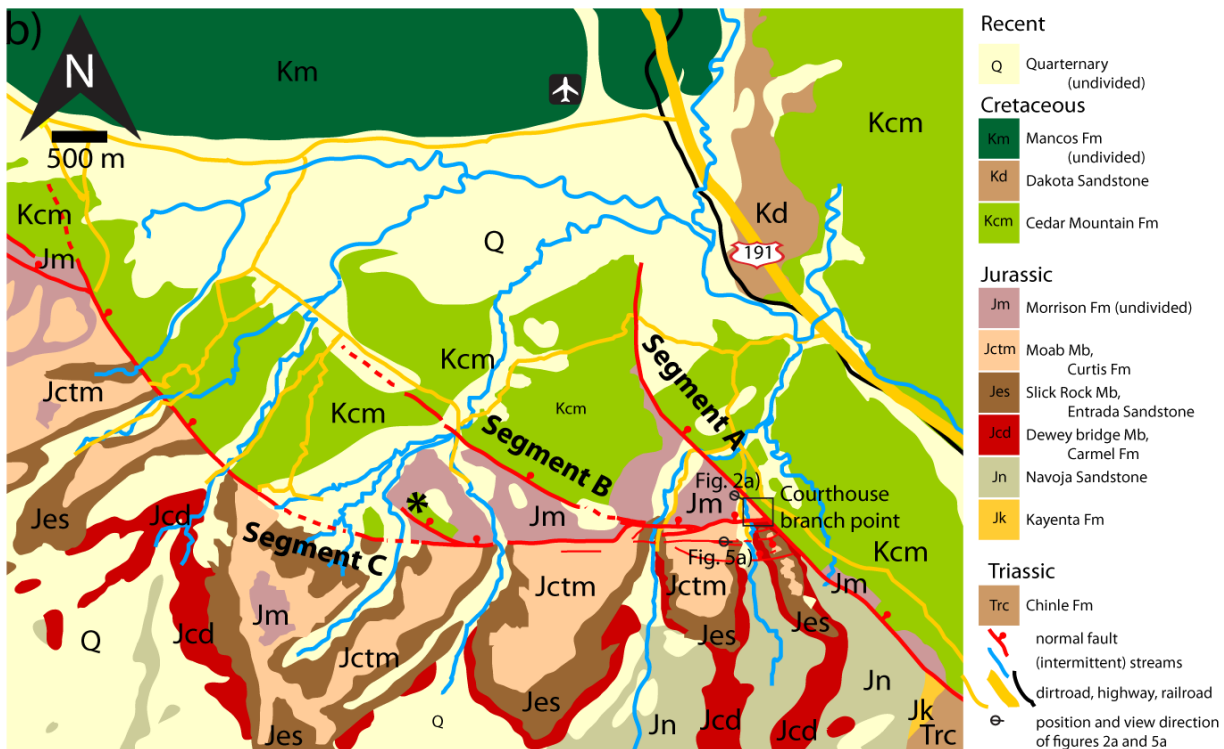 b)
N
500 m
Km
Kcm
Kd
191
Q
Kcm
Jm
Kcm
Kcm
Kcm
Segment A
Segment B
Jctm
Fig. 2a)
Jm
Courthouse
branch point
*
Jm
Jes
Jcd
Segment C
Fig. 5a)
Kcm
Jctm
Jctm
Jm
Jm
Jcd
Q
Jctm
Jes
Jes
Jes
Jn
Jes
Q
Jn
Jcd
Jcd
Jk
Trc
Recent
Q Quaternary
(undivided)
Cretaceous
Km Mancos Fm
(undivided)
Kd Dakota Sandstone
Kcm Cedar Mountain Fm
Jurassic
Jm Morrison Fm (undivided)
Jctm Moab Mb,
Curtis Fm
Jes Slick Rock Mb,
Entrada Sandstone
Jcd Dewey bridge Mb,
Carmel Fm
Jn Navoja Sandstone
Jk Kayenta Fm
Triassic
Trc Chinle Fm
normal fault
(intermittent) streams
dirtroad, highway, railroad
position and view direction
of figures 2a and 5a